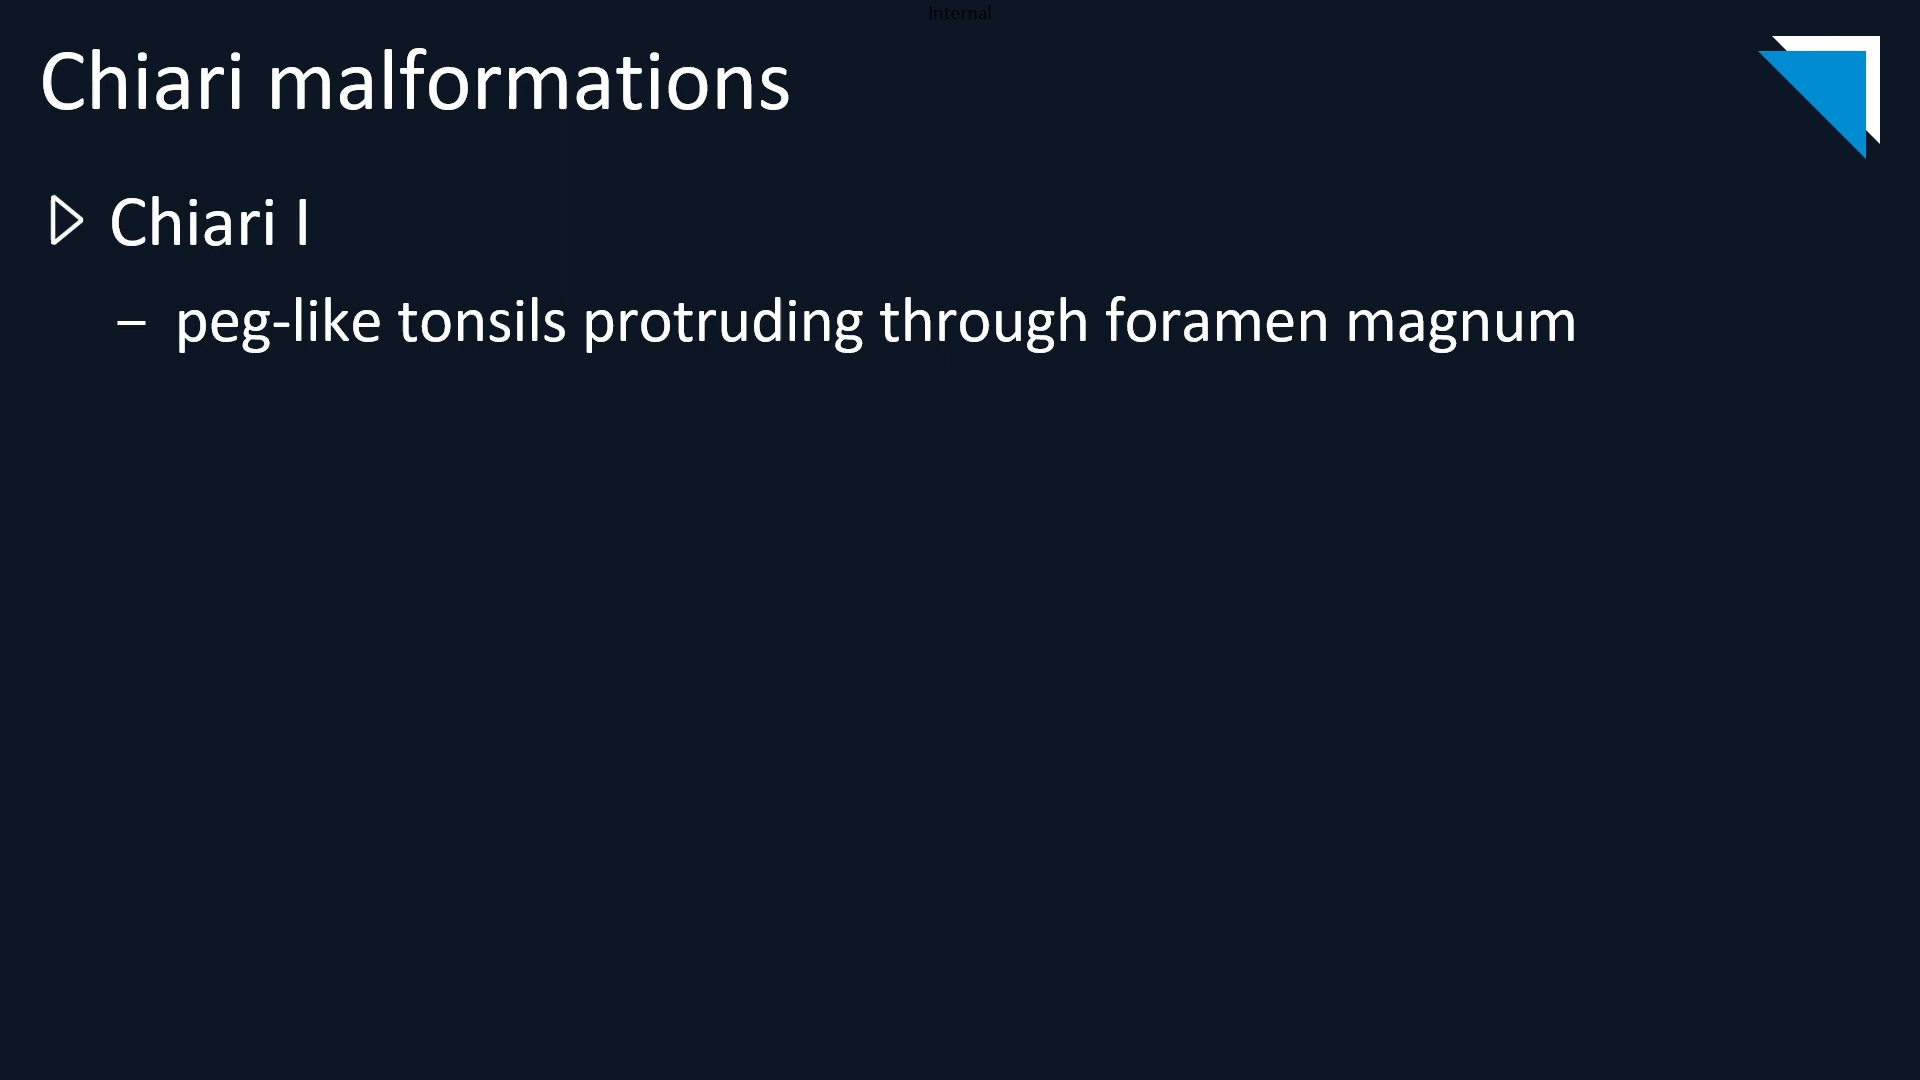 Internal
Chiari malformations
Chiari I
– peg-like tonsils protruding through foramen magnum